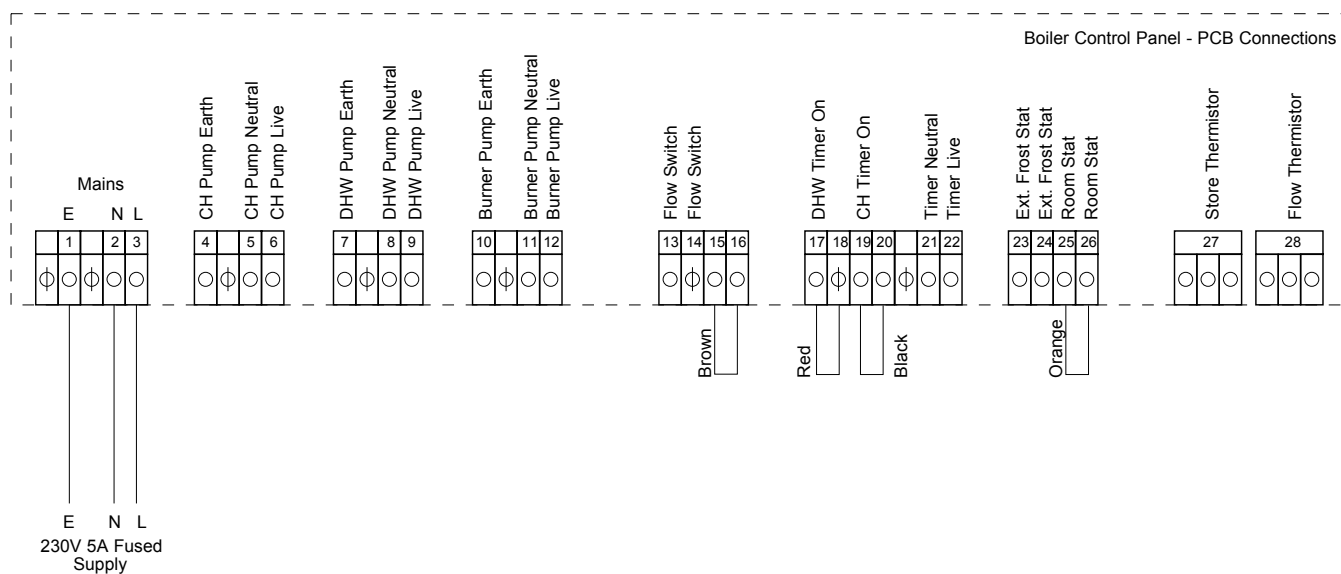 Boiler Control Panel - PCB Connections
Mains
E N L
CH Pump Earth
CH Pump Neutral
CH Pump Live
DHW Pump Earth
DHW Pump Neutral
DHW Pump Live
Burner Pump Earth
Burner Pump Neutral
Burner Pump Live
Flow Switch
Flow Switch
DHW Timer On
CH Timer On
Timer Neutral
Timer Live
Ext. Frost Stat
Ext. Frost Stat
Room Stat
Room Stat
Store Thermistor
Flow Thermistor
1 2 3 4 5 6 7 8 9 10 11 12 13 14 15 16 17 18 19 20 21 22 23 24 25 26 27 28
Brown
Red
Black
Orange
E N L
230V 5A Fused
Supply